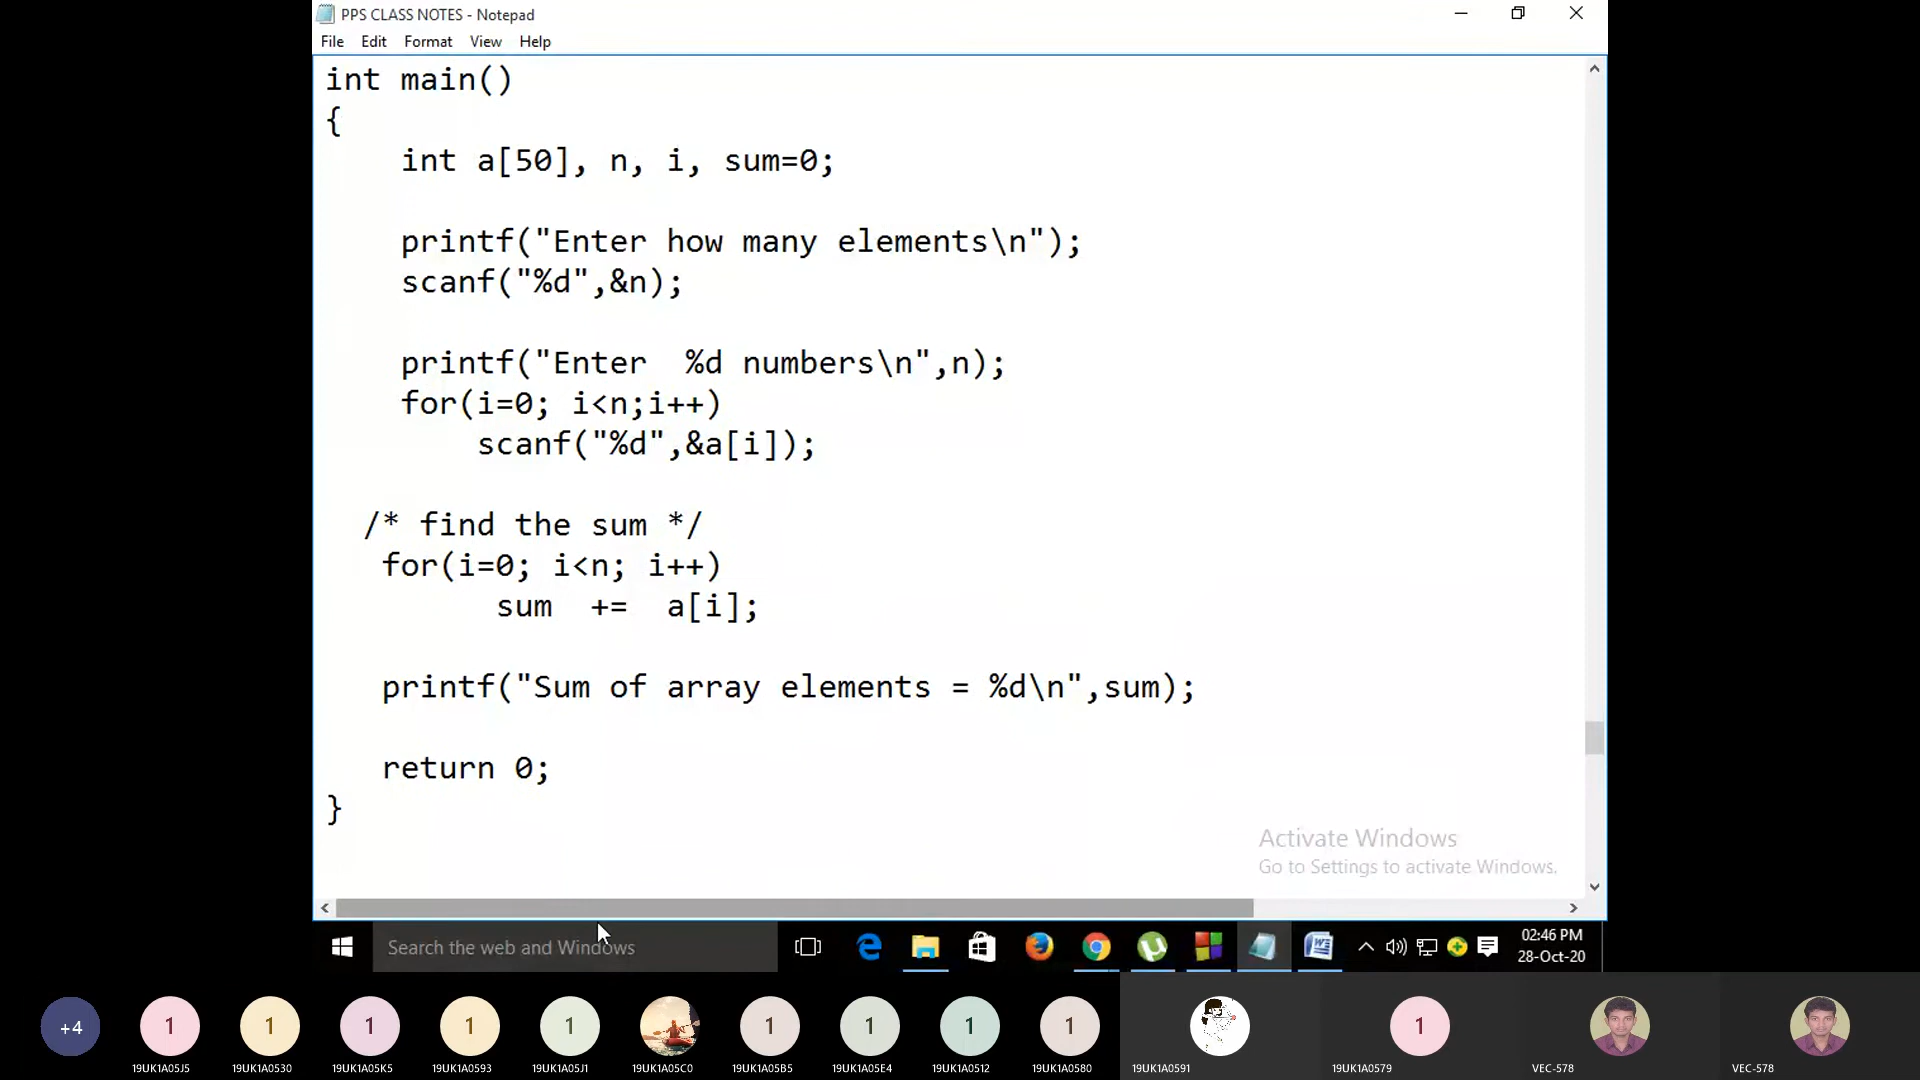 PPS CLASS NOTES - Notepad
File Edit Format View Help
int main()
{
int a[50], n, i, sum=0;
printf("Enter how many elements\n");
scanf("%d",&n);
printf("Enter  %d numbers\n",n);
for(i=0; i<n;i++)
scanf("%d",&a[i]);
/* find the sum */
for(i=0; i<n; i++)
sum  +=  a[i];
printf("Sum of array elements = %d\n",sum);
return 0;
}
Activate Windows
Go to Settings to activate Windows.
Search the web and Windows
02:46 PM
28-Oct-20
+4 1 1 1 1 1 1 1 1 1 1
19UK1A05J5 19UK1A0530 19UK1A05K5 19UK1A0593 19UK1A05J1 19UK1A05C0 19UK1A05B5 19UK1A05E4 19UK1A0512 19UK1A0580 19UK1A0591 19UK1A0579 VEC-578 VEC-578